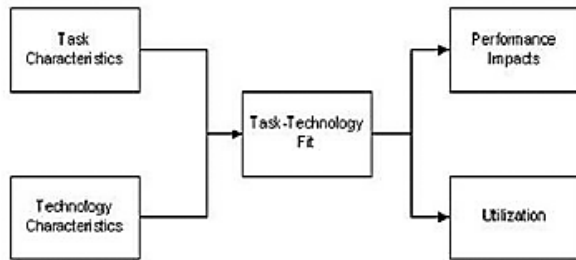 Task
Characteristics
Technology
Characteristics
Task-Technology
Fit
Performance
Impacts
Utilization